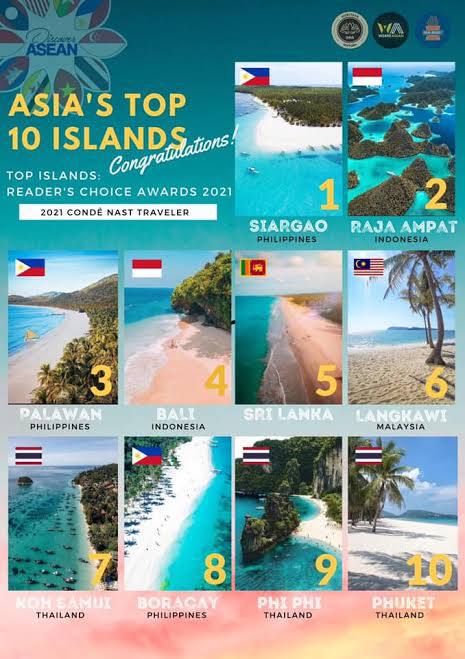 Discover
ASEAN
WA
ASIA'S TOP
10 ISLANDS
Congratulations!
TOP ISLANDS:
READER'S CHOICE AWARDS 2021
2021 CONDÉ NAST TRAVELER
1
SIARGAO
PHILIPPINES
2
RAJA AMPAT
INDONESIA
3
PALAWAN
PHILIPPINES
4
BALI
INDONESIA
5
SRI LANKA
6
LANGKAWI
MALAYSIA
7
KOH SAMUI
THAILAND
8
BORACAY
PHILIPPINES
9
PHI PHI
THAILAND
10
PHUKET
THAILAND